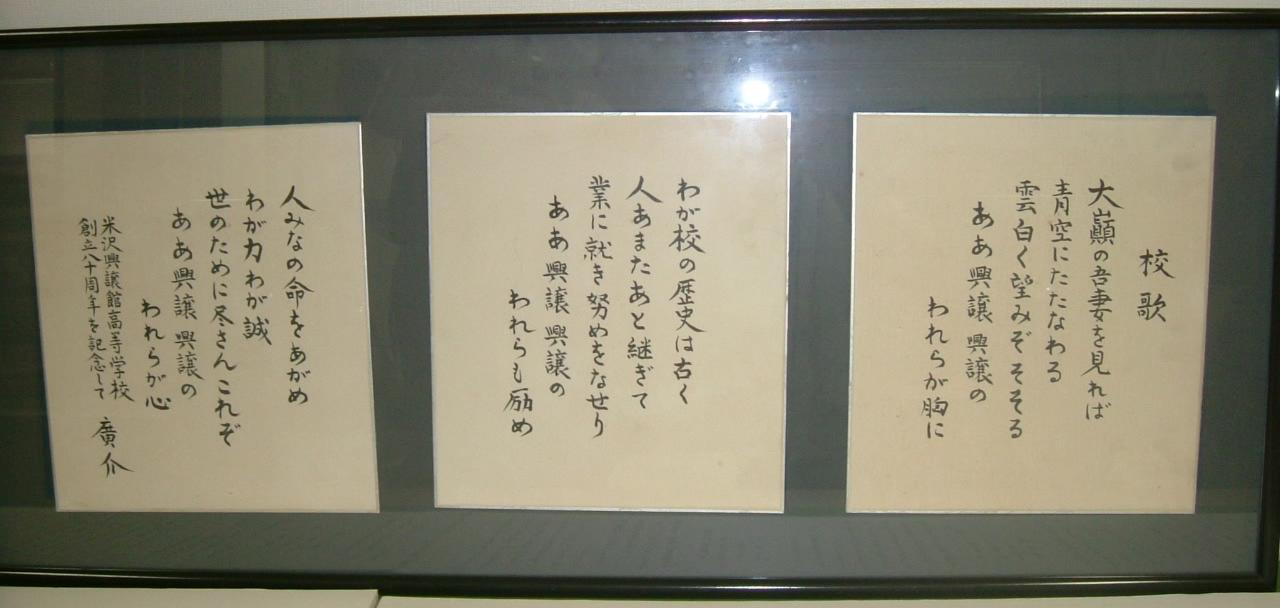 校歌
大巓の吾妻を見れば
青空にたたなわる
雲白く望みぞそそる
ああ興譲興譲の
われらが胸に
わが校の歴史は古く
人あまたあと継ぎて
業に就き努めをなせり
ああ興譲興譲の
われらも励め
人みなの命をあがめ
わが力わが誠
世のために尽さんこれぞ
ああ興譲興譲の
われらが心
米沢興譲館高等学校
創立八十周年を記念して
廣介